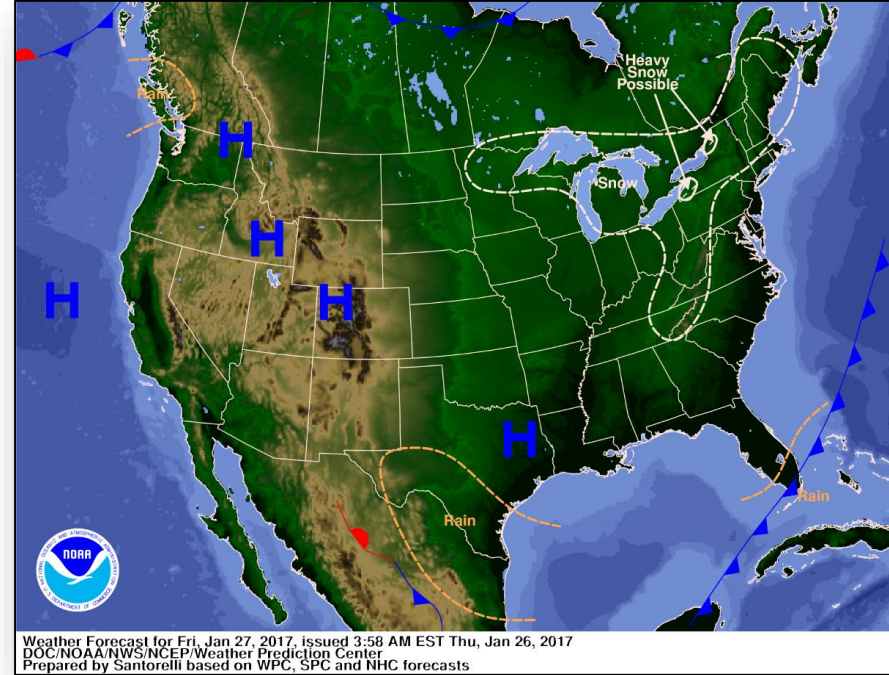 Heavy
Snow
Possible
Rain
H
Snow
H
H
H
H
Rain
Rain
NATIONAL OCEANIC AND ATMOSPHERIC ADMINISTRATION
NOAA
U.S. DEPARTMENT OF COMMERCE
Weather Forecast for Fri, Jan 27, 2017, issued 3:58 AM EST Thu, Jan 26, 2017
DOC/NOAA/NWS/NCEP/Weather Prediction Center
Prepared by Santorelli based on WPC, SPC and NHC forecasts